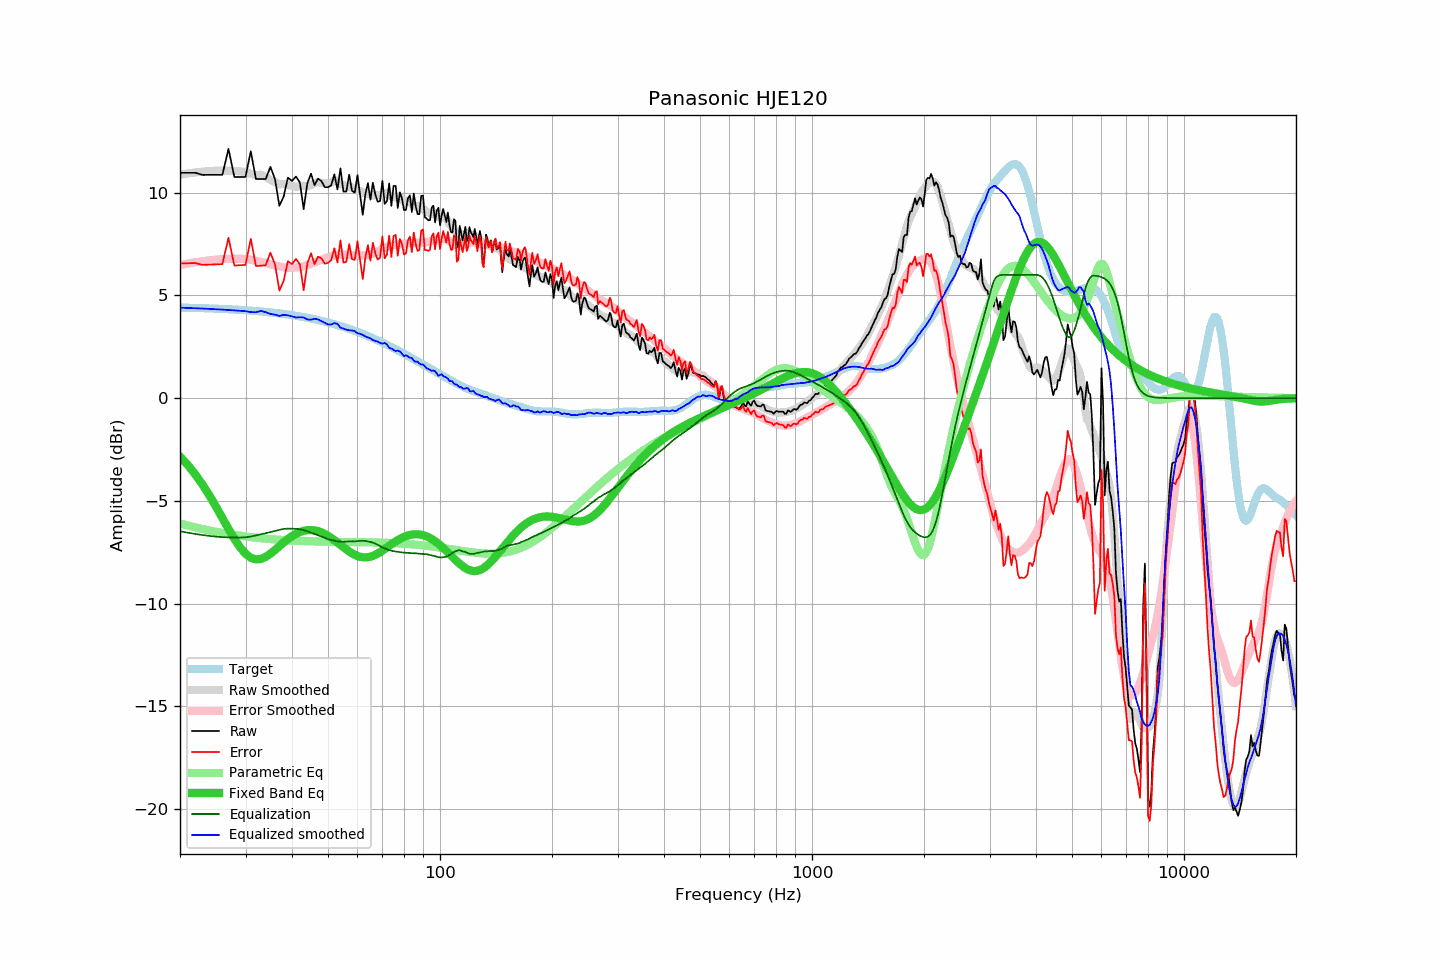 Panasonic HJE120
Amplitude (dBr)
10
5
0
−5
−10
−15
−20
Target
Raw Smoothed
Error Smoothed
Raw
Error
Parametric Eq
Fixed Band Eq
Equalization
Equalized smoothed
100 1000 10000
Frequency (Hz)